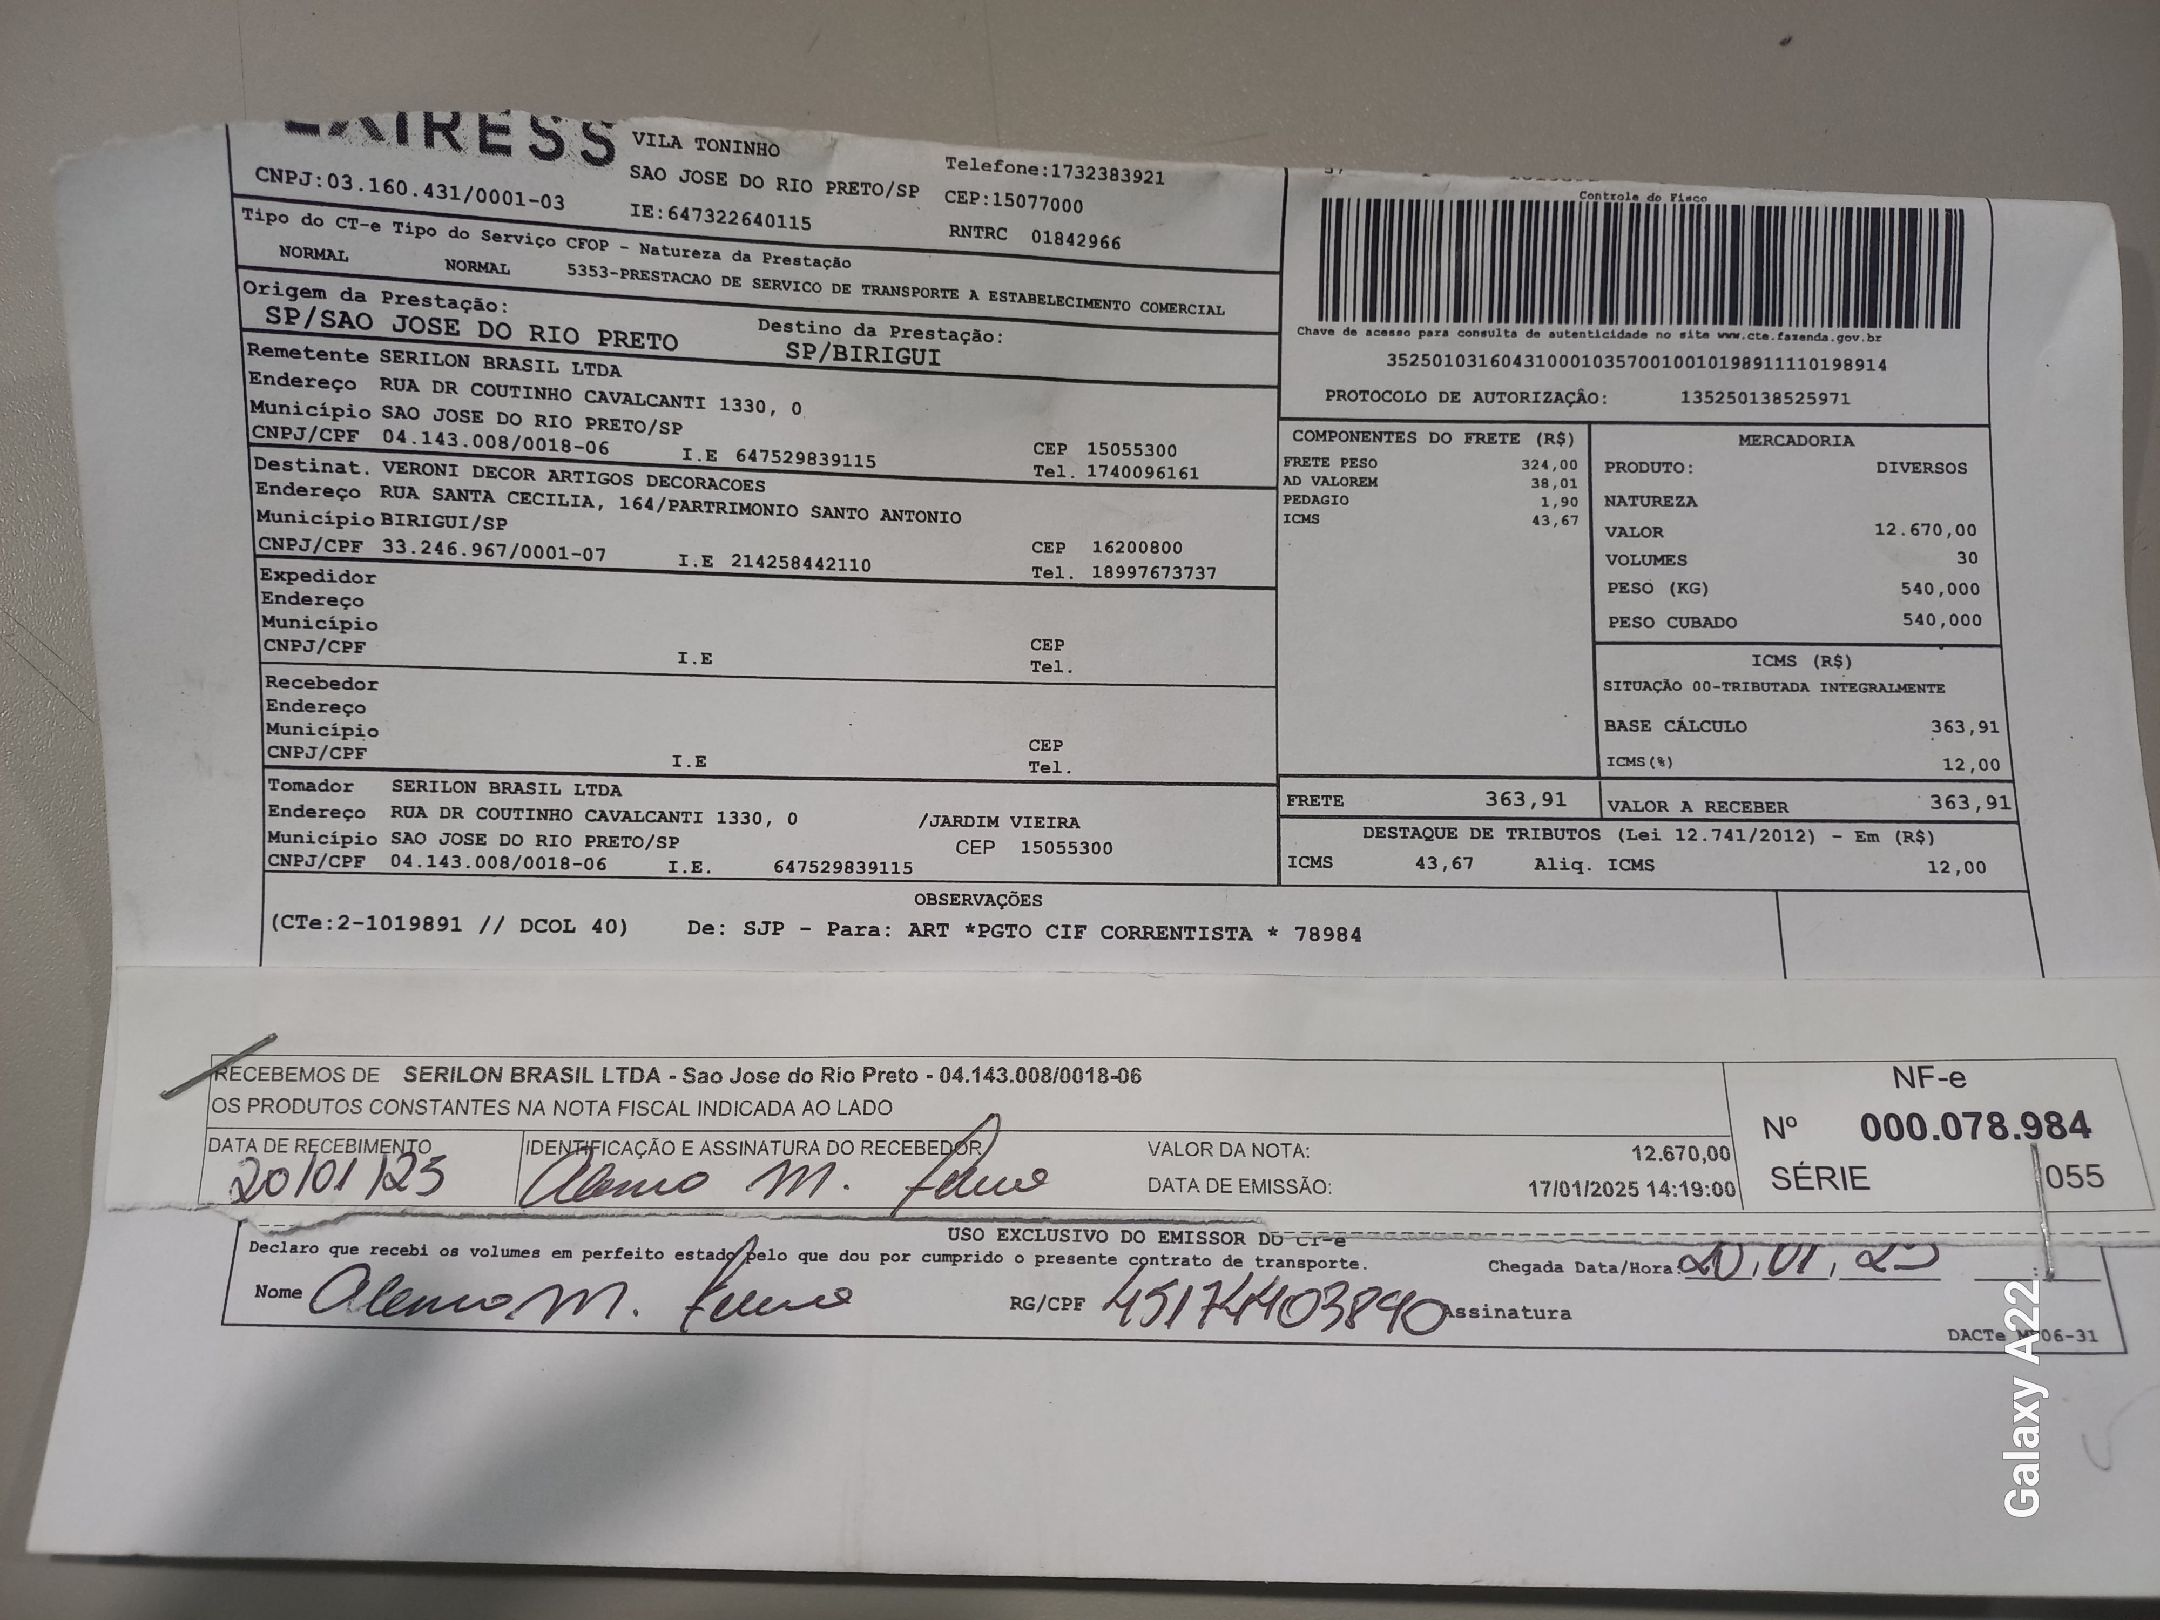 EXPRESS
VILA TONINHO
SAO JOSE DO RIO PRETO/SP
Telefone:1732383921
CNPJ:03.160.431/0001-03
IE:647322640115
CEP:15077000
RNTRC 01842966
Controle do Fisco
Tipo do CT-e Tipo do Serviço CFOP - Natureza da Prestação
NORMAL NORMAL 5353-PRESTACAO DE SERVICO DE TRANSPORTE A ESTABELECIMENTO COMERCIAL
Origem da Prestação:
SP/SAO JOSE DO RIO PRETO
Destino da Prestação:
SP/BIRIGUI
Chave de acesso para consulta de autenticidade no site www.cte.fazenda.gov.br
35250103160431000103570010010198911110198914
PROTOCOLO DE AUTORIZAÇÂO: 135250138525971
Remetente SERILON BRASIL LTDA
Endereço RUA DR COUTINHO CAVALCANTI 1330, 0
Município SAO JOSE DO RIO PRETO/SP
CEP 15055300
CNPJ/CPF 04.143.008/0018-06 I.E 647529839115
Tel. 1740096161
Destinat. VERONI DECOR ARTIGOS DECORACOES
Endereço RUA SANTA CECILIA, 164/PARTRIMONIO SANTO ANTONIO
Município BIRIGUI/SP
CEP 16200800
CNPJ/CPF 33.246.967/0001-07 I.E 214258442110
Tel. 18997673737
Expedidor
Endereço
Município
CEP
CNPJ/CPF I.E
Tel.
Recebedor
Endereço
Município
CEP
CNPJ/CPF I.E
Tel.
Tomador SERILON BRASIL LTDA
Endereço RUA DR COUTINHO CAVALCANTI 1330, 0 /JARDIM VIEIRA
Município SAO JOSE DO RIO PRETO/SP CEP 15055300
CNPJ/CPF 04.143.008/0018-06 I.E. 647529839115
COMPONENTES DO FRETE (R$)
FRETE PESO 324,00
AD VALOREM 38,01
PEDAGIO 1,90
ICMS 43,67
MERCADORIA
PRODUTO: DIVERSOS
NATUREZA
VALOR 12.670,00
VOLUMES 30
PESO (KG) 540,000
PESO CUBADO 540,000
ICMS (R$)
SITUAÇÃO 00-TRIBUTADA INTEGRALMENTE
BASE CÁLCULO 363,91
ICMS(%) 12,00
FRETE 363,91
VALOR A RECEBER 363,91
DESTAQUE DE TRIBUTOS (Lei 12.741/2012) - Em (R$)
ICMS 43,67 Aliq. ICMS 12,00
OBSERVAÇÕES
(CTe:2-1019891 // DCOL 40) De: SJP - Para: ART *PGTO CIF CORRENTISTA * 78984
RECEBEMOS DE SERILON BRASIL LTDA - Sao Jose do Rio Preto - 04.143.008/0018-06
OS PRODUTOS CONSTANTES NA NOTA FISCAL INDICADA AO LADO
NF-e
Nº 000.078.984
SÉRIE 055
DATA DE RECEBIMENTO
20/01/25
IDENTIFICAÇÃO E ASSINATURA DO RECEBEDOR
M.
VALOR DA NOTA: 12.670,00
DATA DE EMISSÃO: 17/01/2025 14:19:00
USO EXCLUSIVO DO EMISSOR DO CT-e
Declaro que recebi os volumes em perfeito estado pelo que dou por cumprido o presente contrato de transporte.
Chegada Data/Hora: 20/01/25
Nome M.
RG/CPF 45174403890
Assinatura
DACTe 06-31
Galaxy A22